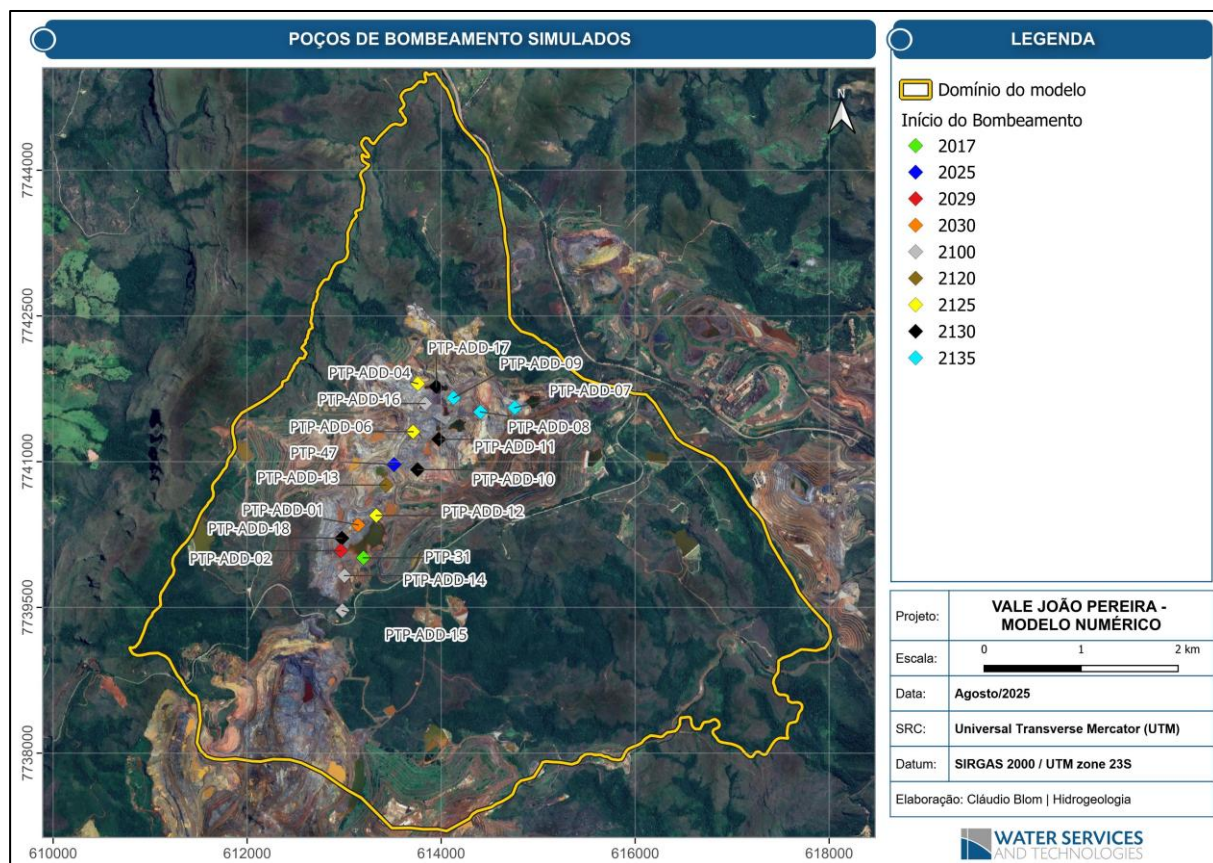 POÇOS DE BOMBEAMENTO SIMULADOS
N
7744000
7742500
7741000
7739500
7738000
610000
612000
614000
616000
618000
PTP-ADD-17
PTP-ADD-09
PTP-ADD-04
PTP-ADD-07
PTP-ADD-16
PTP-ADD-06
PTP-ADD-08
PTP-ADD-11
PTP-47
PTP-ADD-13
PTP-ADD-10
PTP-ADD-01
PTP-ADD-12
PTP-ADD-18
PTP-ADD-02
PTP-31
PTP-ADD-14
PTP-ADD-15
LEGENDA
Domínio do modelo
Início do Bombeamento
2017
2025
2029
2030
2100
2120
2125
2130
2135
Projeto: VALE JOÃO PEREIRA -
MODELO NUMÉRICO
Escala: 0 1 2 km
Data: Agosto/2025
SRC: Universal Transverse Mercator (UTM)
Datum: SIRGAS 2000 / UTM zone 23S
Elaboração: Cláudio Blom | Hidrogeologia
WATER SERVICES
AND TECHNOLOGIES